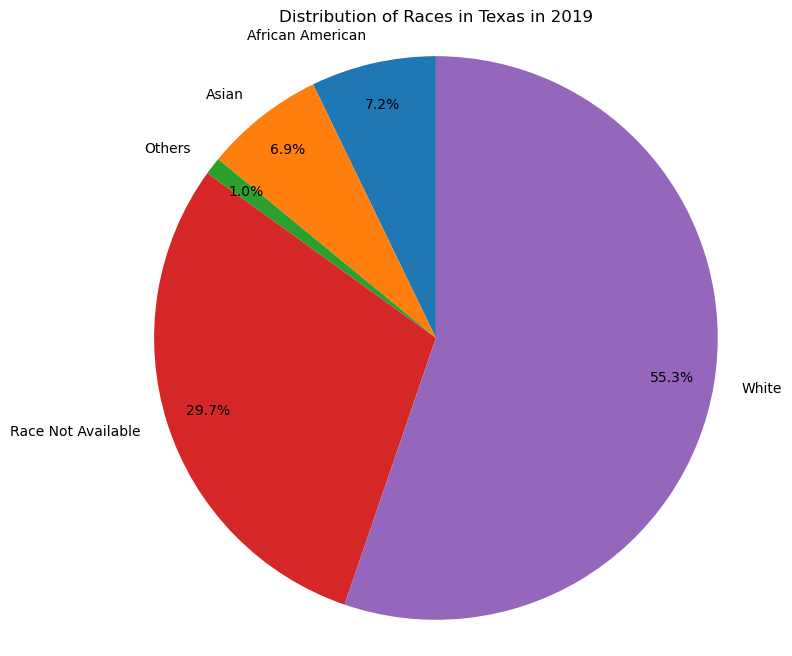 Distribution of Races in Texas in 2019
African American
7.2%
Asian
6.9%
Others
1.0%
Race Not Available
29.7%
White
55.3%